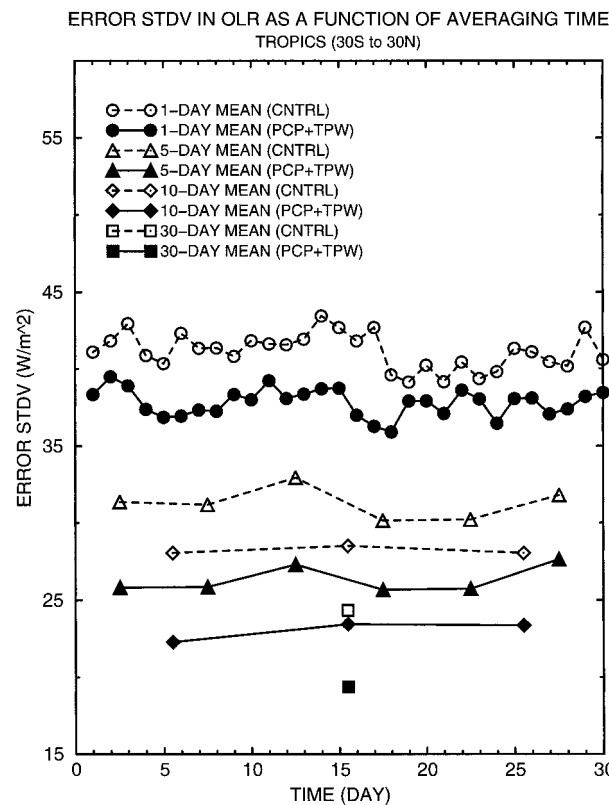 ERROR STDV IN OLR AS A FUNCTION OF AVERAGING TIME
TROPICS (30S to 30N)
1-DAY MEAN (CNTRL)
1-DAY MEAN (PCP+TPW)
5-DAY MEAN (CNTRL)
5-DAY MEAN (PCP+TPW)
10-DAY MEAN (CNTRL)
10-DAY MEAN (PCP+TPW)
30-DAY MEAN (CNTRL)
30-DAY MEAN (PCP+TPW)
ERROR STDV (W/m^2)
55
45
35
25
15
0 5 10 15 20 25 30
TIME (DAY)